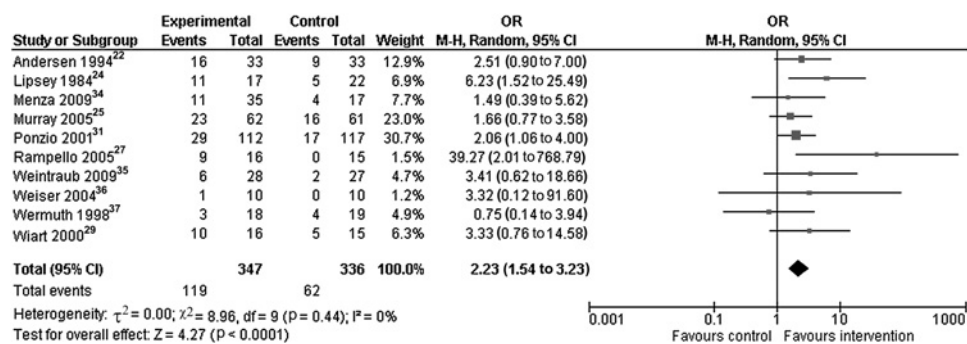 Experimental Control OR OR
Study or Subgroup Events Total Events Total Weight M-H, Random, 95% CI M-H, Random, 95% CI
Andersen 1994²² 16 33 9 33 12.9% 2.51 (0.90 to 7.00)
Lipsey 1984²⁴ 11 17 5 22 6.9% 6.23 (1.52 to 25.49)
Menza 2009³⁴ 11 35 4 17 7.7% 1.49 (0.39 to 5.62)
Murray 2005²⁵ 23 62 16 61 23.0% 1.66 (0.77 to 3.58)
Ponzio 2001³¹ 29 112 17 117 30.7% 2.06 (1.06 to 4.00)
Rampello 2005²⁷ 9 16 0 15 1.5% 39.27 (2.01 to 768.79)
Weintraub 2009³⁵ 6 28 2 27 4.7% 3.41 (0.62 to 18.66)
Weiser 2004³⁶ 1 10 0 10 1.2% 3.32 (0.12 to 91.60)
Wermuth 1998³⁷ 3 18 4 19 4.9% 0.75 (0.14 to 3.94)
Wiart 2000²⁹ 10 16 5 15 6.3% 3.33 (0.76 to 14.58)
Total (95% CI) 347 336 100.0% 2.23 (1.54 to 3.23)
Total events 119 62
Heterogeneity: τ² = 0.00; χ² = 8.96, df = 9 (p = 0.44); I² = 0%
Test for overall effect: Z = 4.27 (p < 0.0001)
0.001 0.1 1 10 1000
Favours control Favours intervention